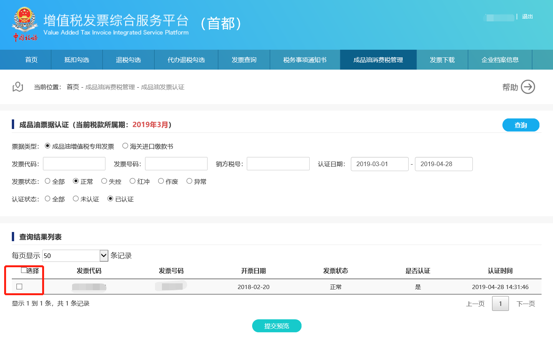 增值税发票综合服务平台 （首都）
Value Added Tax Invoice Integrated Service Platform
中国税务
| 退出
首页 抵扣勾选 退税勾选 代办退税勾选 发票查询 税务事项通知书 成品油消费税管理 发票下载 企业档案信息
当前位置： 首页 - 成品油消费税管理 - 成品油发票认证
帮助
成品油票据认证（当前税款所属期： 2019年3月）
查询
票据类型： 成品油增值税专用发票 海关进口缴款书
发票代码： 发票号码： 销方税号： 认证日期： 2019-03-01 - 2019-04-28
发票状态： 全部 正常 失控 红冲 作废 异常
认证状态： 全部 未认证 已认证
查询结果列表
每页显示 50 条记录
选择 发票代码 发票号码 开票日期 发票状态 是否认证 认证时间
2018-02-20 正常 是 2019-04-28 14:31:46
显示 1 到 1 条，共 1 条记录
上一页 1 下一页
提交预览